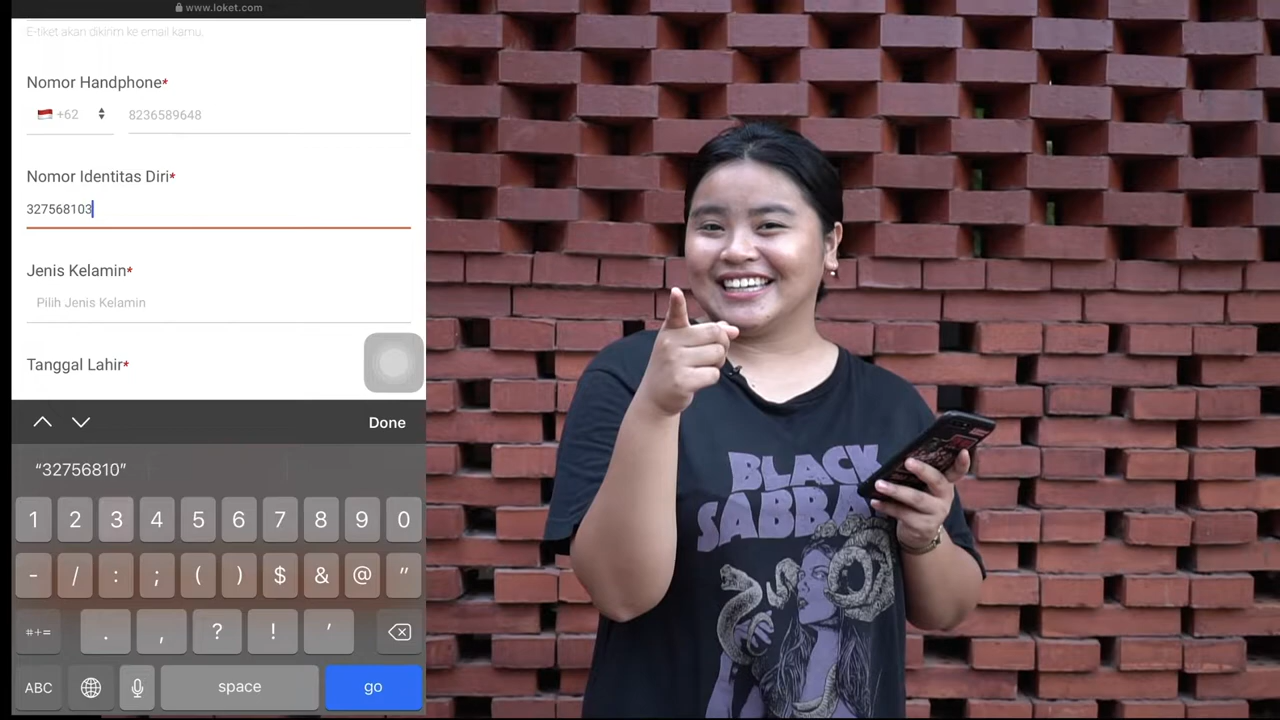 www.loket.com
E-tiket akan dikirim ke email kamu.
Nomor Handphone*
+62 8236589648
Nomor Identitas Diri*
327568103
Jenis Kelamin*
Pilih Jenis Kelamin
Tanggal Lahir*
Done
“32756810”
1 2 3 4 5 6 7 8 9 0
- / : ; ( ) $ & @ "
#+= . , ? ! '
ABC space go
BLACK
SABBA